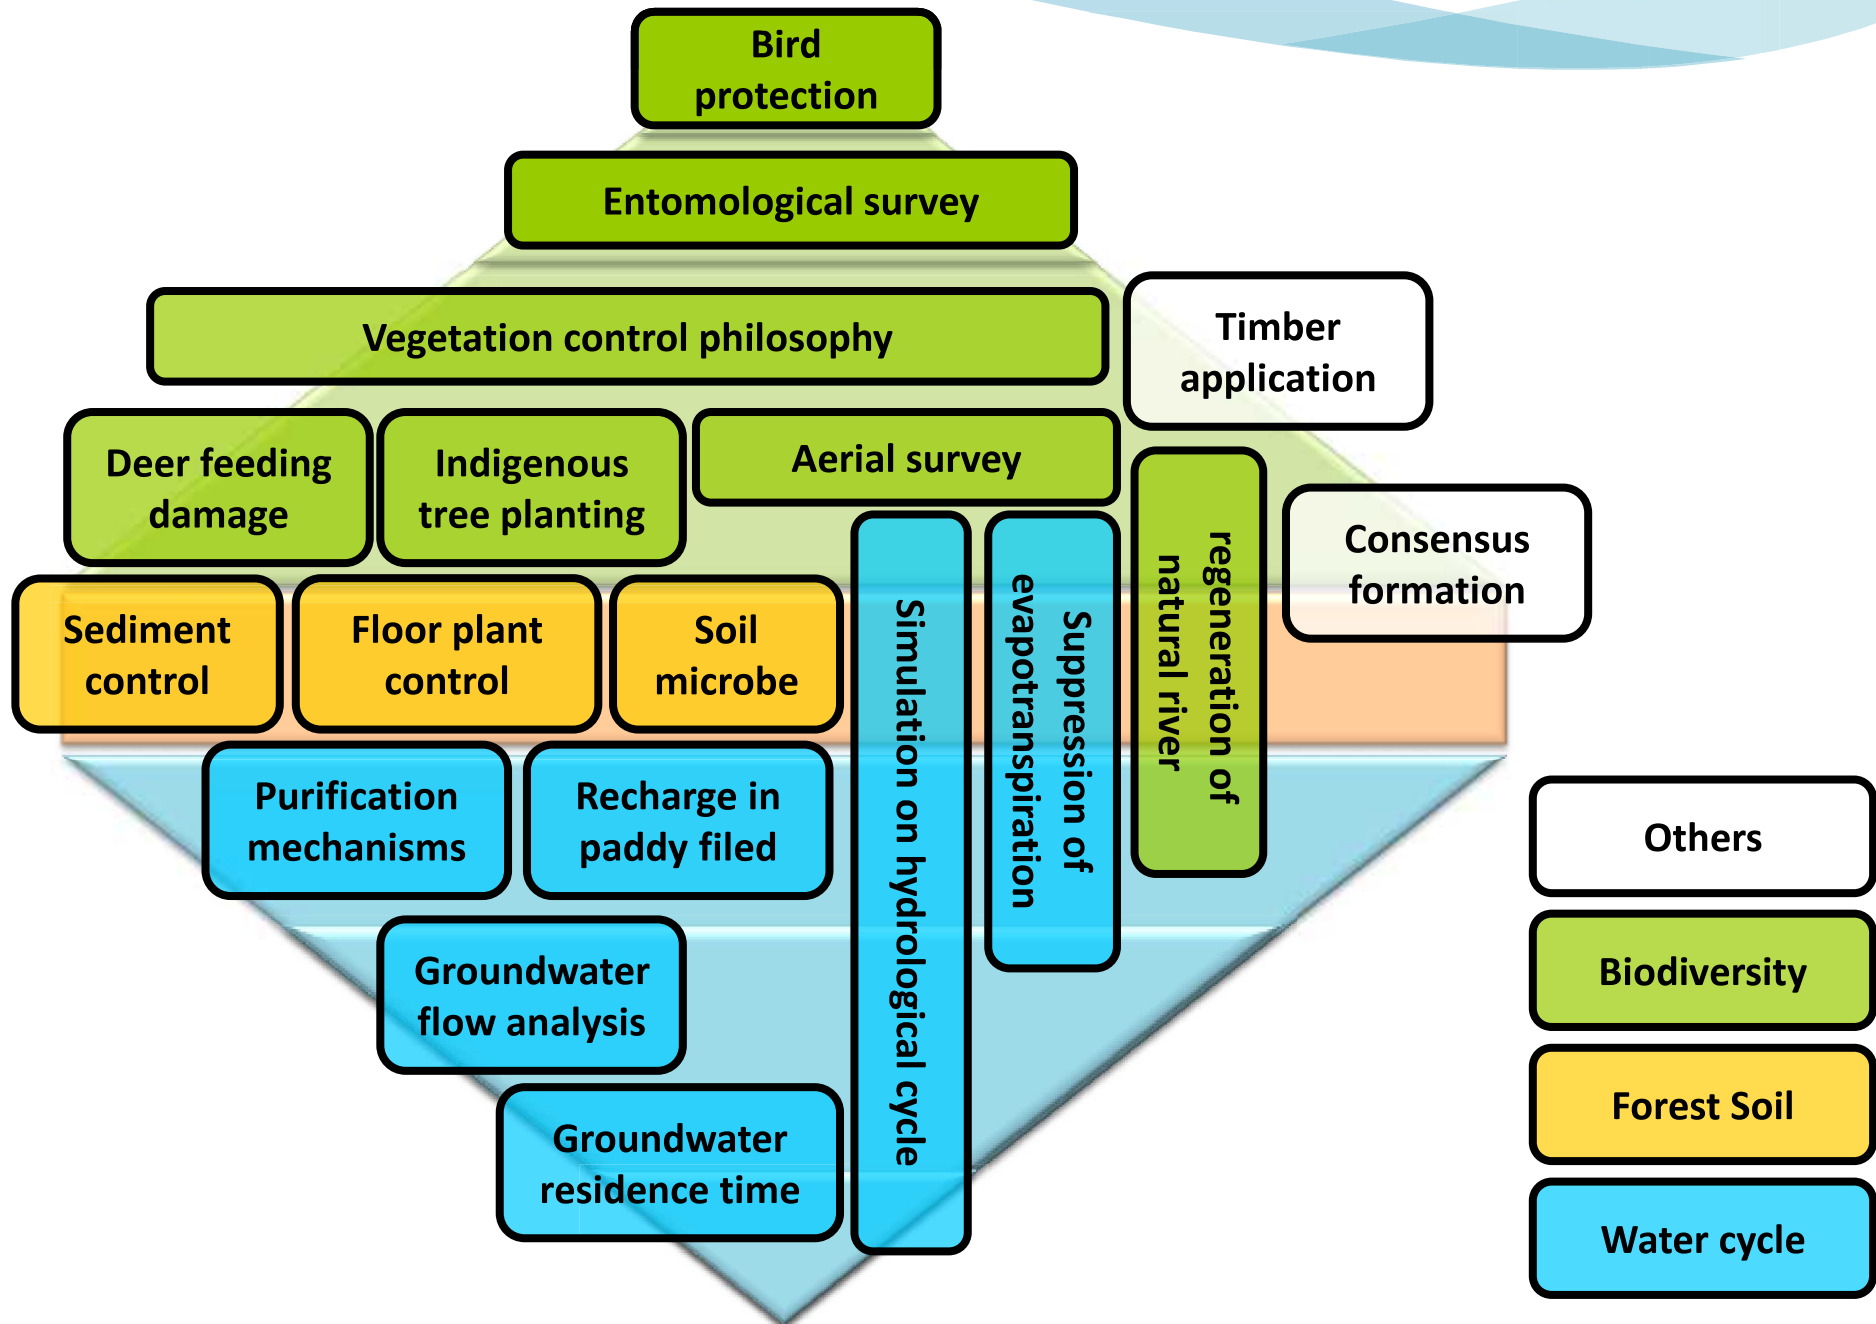 Bird
protection
Entomological survey
Vegetation control philosophy
Timber
application
Deer feeding
damage
Indigenous
tree planting
Aerial survey
regeneration of
natural river
Consensus
formation
Sediment
control
Floor plant
control
Soil
microbe
Simulation on hydrological cycle
Suppression of
evapotranspiration
Purification
mechanisms
Recharge in
paddy filed
Groundwater
flow analysis
Groundwater
residence time
Others
Biodiversity
Forest Soil
Water cycle